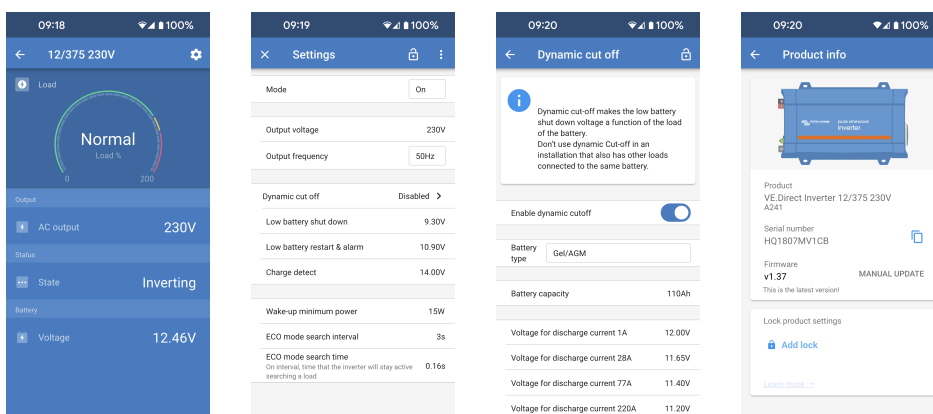 09:18
100%
12/375 230V
Load
Normal
Load %
0
200
Output
AC output
230V
Status
State
Inverting
Battery
Voltage
12.46V
09:19
100%
Settings
Mode
On
Output voltage
230V
Output frequency
50Hz
Dynamic cut off
Disabled
Low battery shut down
9.30V
Low battery restart & alarm
10.90V
Charge detect
14.00V
Wake-up minimum power
15W
ECO mode search interval
3s
ECO mode search time
On interval, time that the inverter will stay active
searching a load
0.16s
09:20
100%
Dynamic cut off
Dynamic cut-off makes the low battery
shut down voltage a function of the load
of the battery.
Don't use dynamic Cut-off in an
installation that also has other loads
connected to the same battery.
Enable dynamic cutoff
Battery
type
Gel/AGM
Battery capacity
110Ah
Voltage for discharge current 1A
12.00V
Voltage for discharge current 28A
11.65V
Voltage for discharge current 77A
11.40V
Voltage for discharge current 220A
11.20V
09:20
100%
Product info
inverter
Product
VE.Direct Inverter 12/375 230V
A241
Serial number
HQ1807MV1CB
Firmware
v1.37
MANUAL UPDATE
This is the latest version!
Lock product settings
Add lock
Learn more